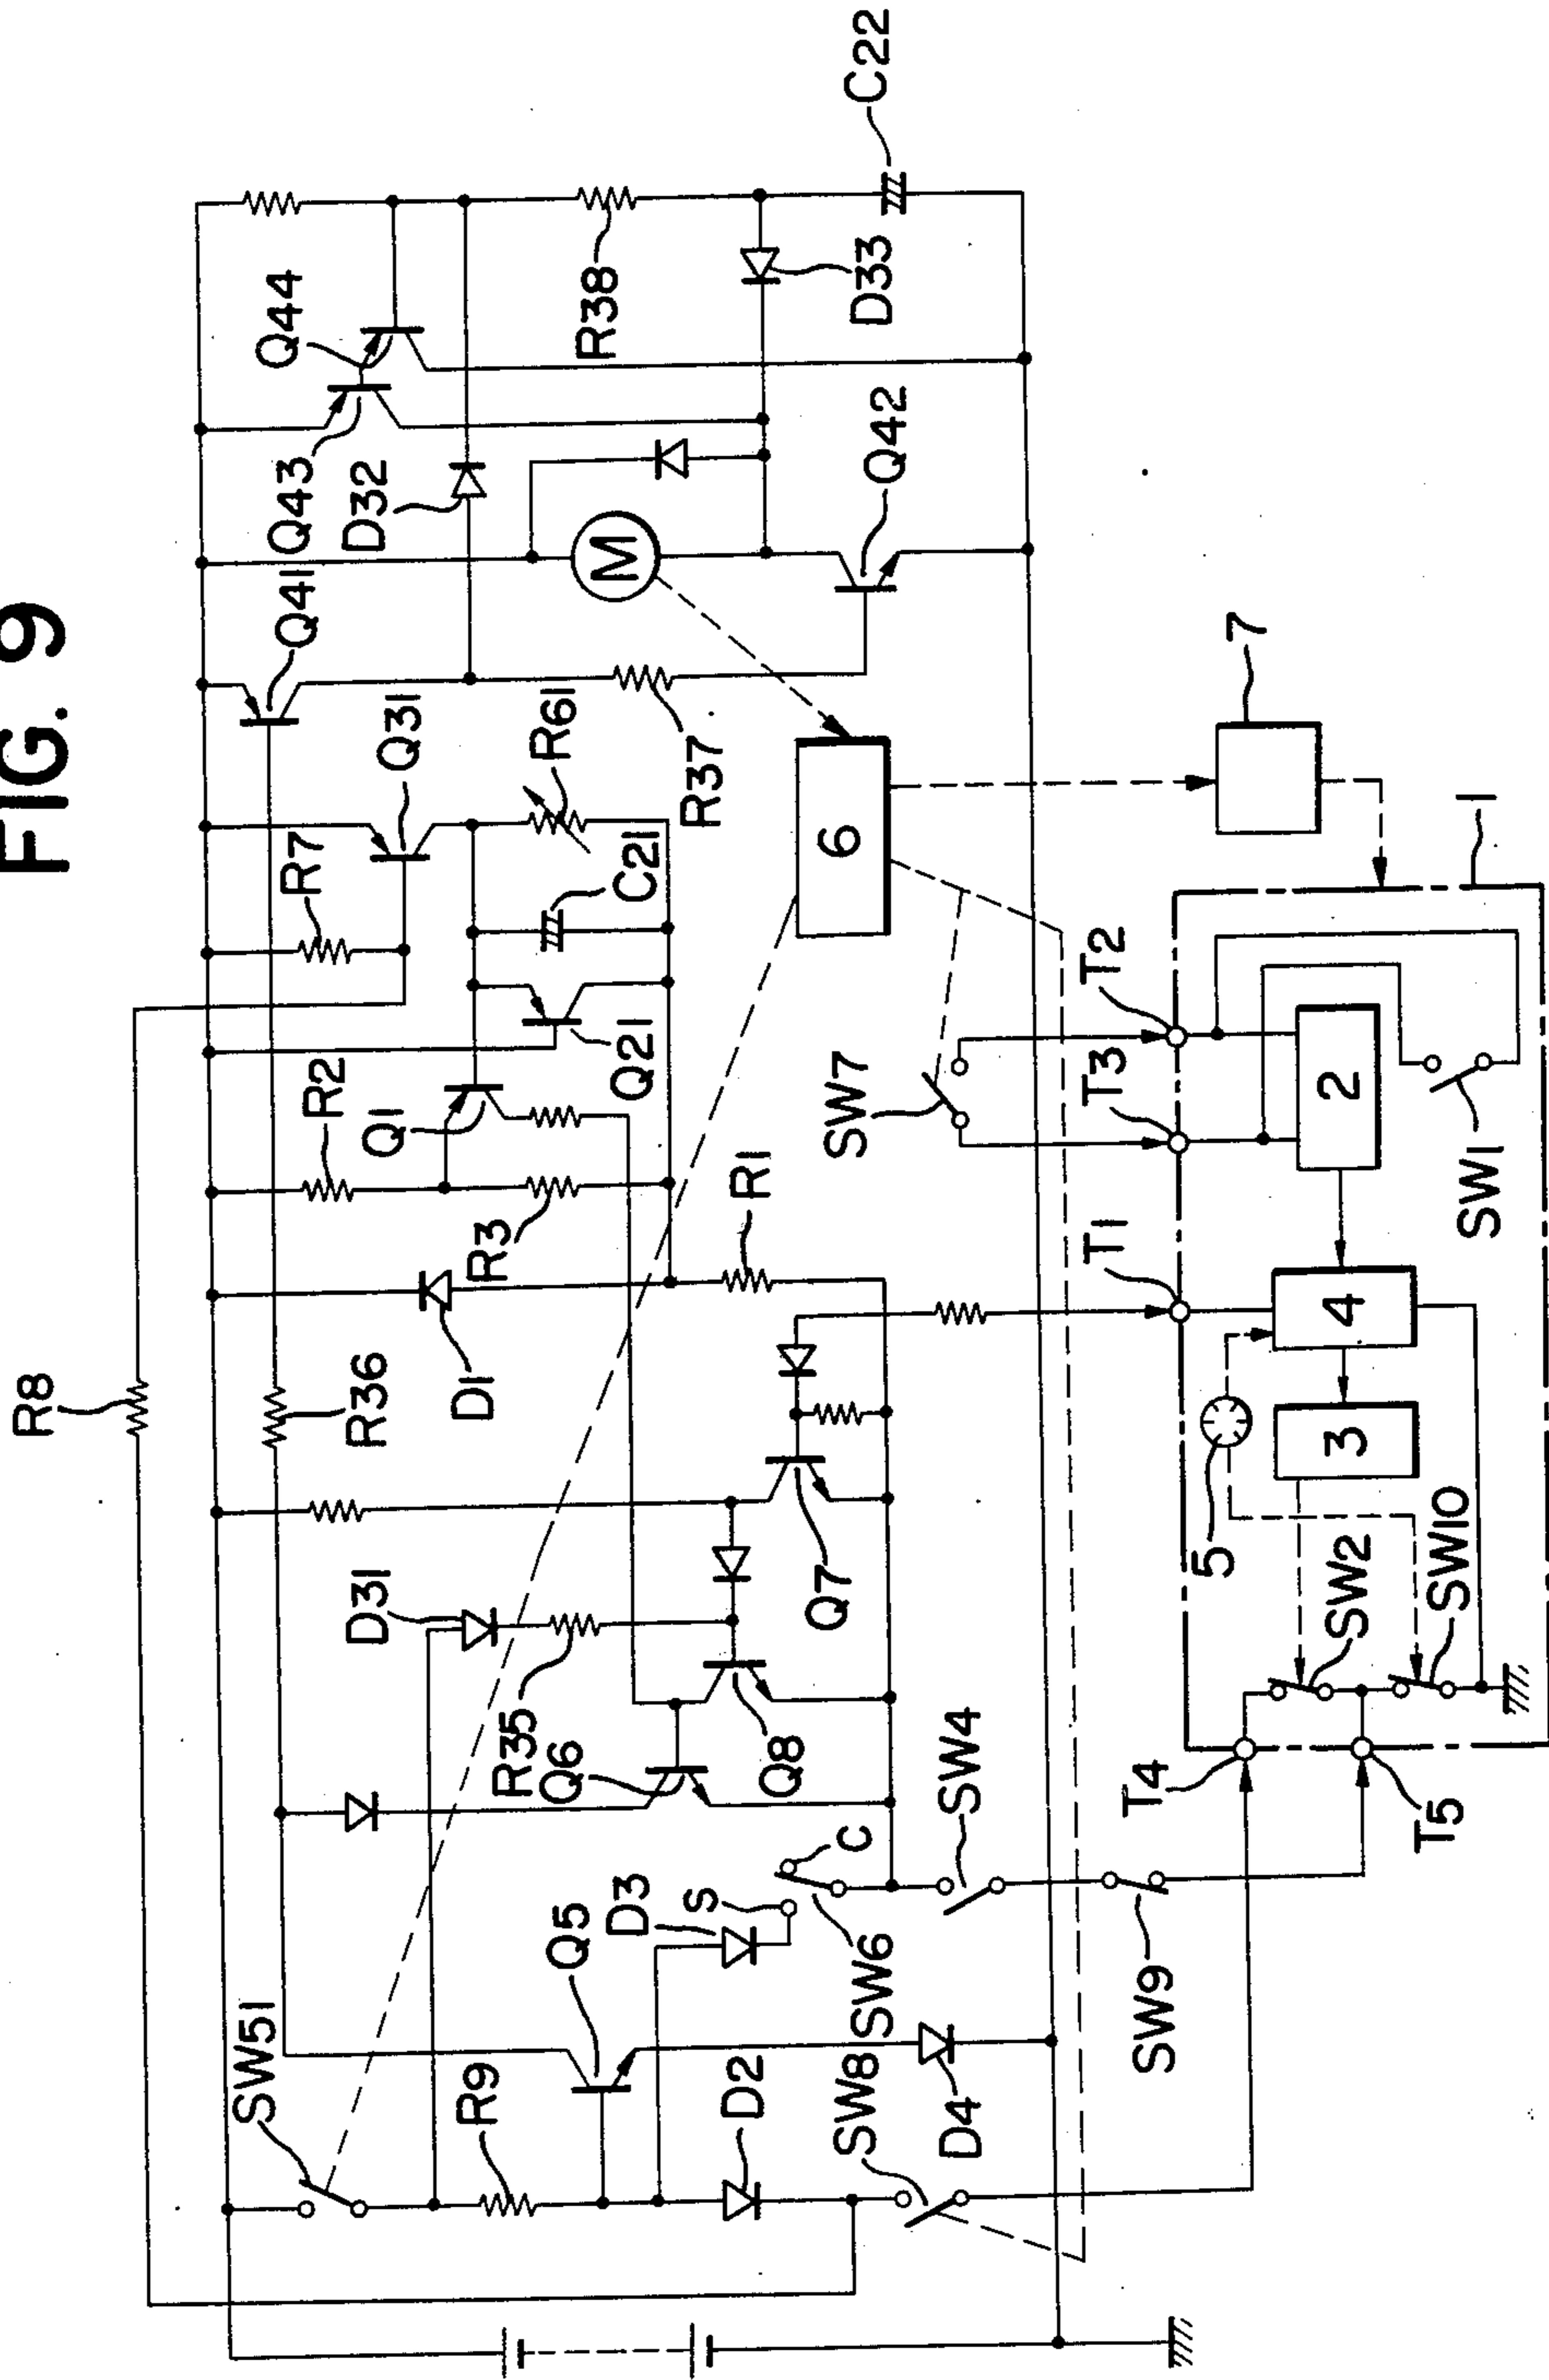 FIG. 9
R8
SW51
R9
Q5
D3
S
C
D2
SW8
SW6
D4
SW9
SW4
D31
R35
Q6
Q8
Q7
R36
D1
R3
R2
R1
Q1
Q21
R7
C21
Q31
R61
Q41
R37
Q43
Q44
D32
M
R38
D33
Q42
C22
6
7
SW7
T1
T3
T2
T4
T5
5
4
3
2
SW2
SW10
SW1
1